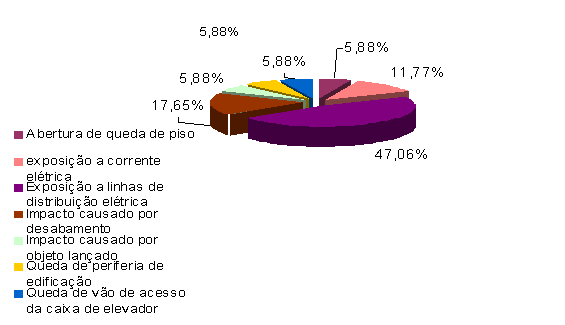 5,88%
5,88%
5,88%
11,77%
5,88%
17,65%
47,06%
Abertura de queda de piso
exposição a corrente
elétrica
Exposição a linhas de
distribuição elétrica
Impacto causado por
desabamento
Impacto causado por
objeto lançado
Queda de periferia de
edificação
Queda de vão de acesso
da caixa de elevador